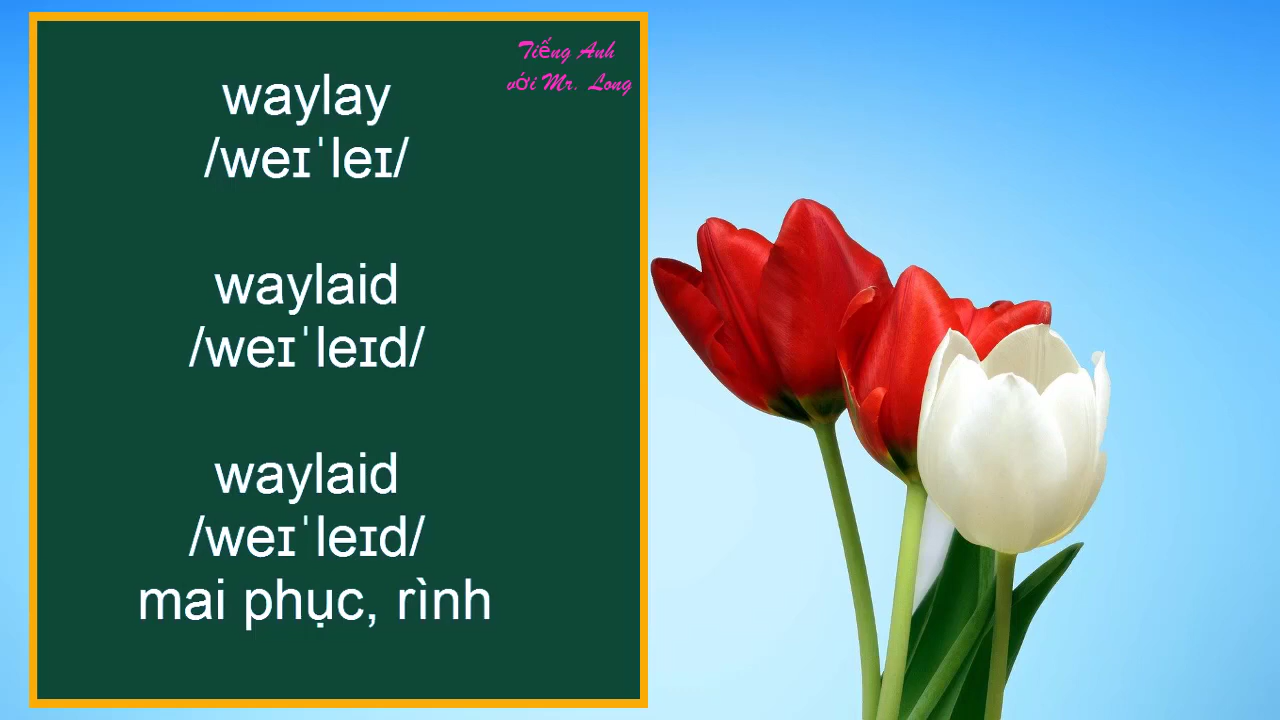 Tiếng Anh
với Mr. Long
waylay
/weɪˈleɪ/
waylaid
/weɪˈleɪd/
waylaid
/weɪˈleɪd/
mai phục, rình